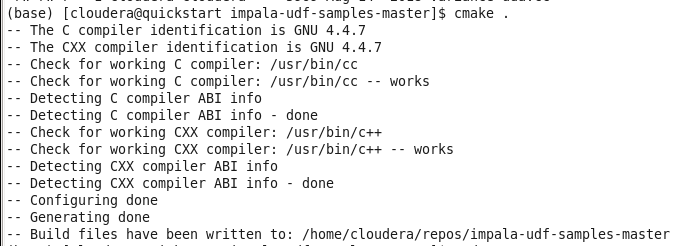 (base) [cloudera@quickstart impala-udf-samples-master]$ cmake .
-- The C compiler identification is GNU 4.4.7
-- The CXX compiler identification is GNU 4.4.7
-- Check for working C compiler: /usr/bin/cc
-- Check for working C compiler: /usr/bin/cc -- works
-- Detecting C compiler ABI info
-- Detecting C compiler ABI info - done
-- Check for working CXX compiler: /usr/bin/c++
-- Check for working CXX compiler: /usr/bin/c++ -- works
-- Detecting CXX compiler ABI info
-- Detecting CXX compiler ABI info - done
-- Configuring done
-- Generating done
-- Build files have been written to: /home/cloudera/repos/impala-udf-samples-master